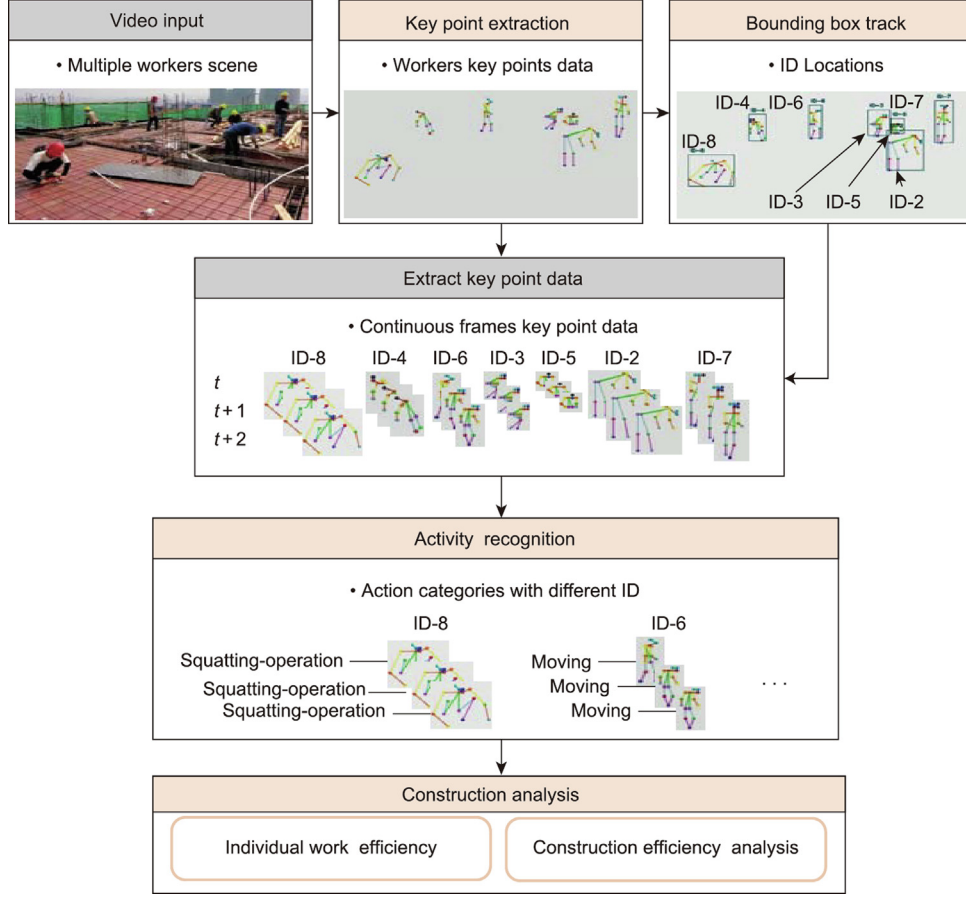 Video input
• Multiple workers scene
Key point extraction
• Workers key points data
Bounding box track
• ID Locations
ID-4 ID-6 ID-7
ID-8
ID-3 ID-5 ID-2
Extract key point data
• Continuous frames key point data
ID-8 ID-4 ID-6 ID-3 ID-5 ID-2 ID-7
t
t + 1
t + 2
Activity recognition
• Action categories with different ID
ID-8 ID-6
Squatting-operation
Squatting-operation
Squatting-operation
Moving
Moving
Moving
...
Construction analysis
Individual work efficiency
Construction efficiency analysis